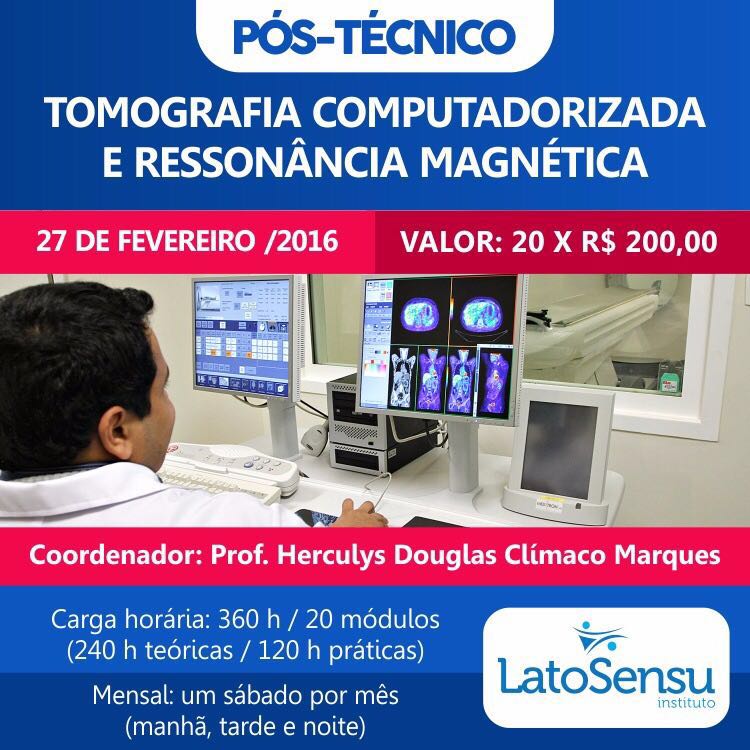 PÓS-TÉCNICO
TOMOGRAFIA COMPUTADORIZADA
E RESSONÂNCIA MAGNÉTICA
27 DE FEVEREIRO /2016
VALOR: 20 X R$ 200,00
Coordenador: Prof. Herculys Douglas Clímaco Marques
Carga horária: 360 h / 20 módulos
(240 h teóricas / 120 h práticas)
Mensal: um sábado por mês
(manhã, tarde e noite)
LatoSensu
instituto